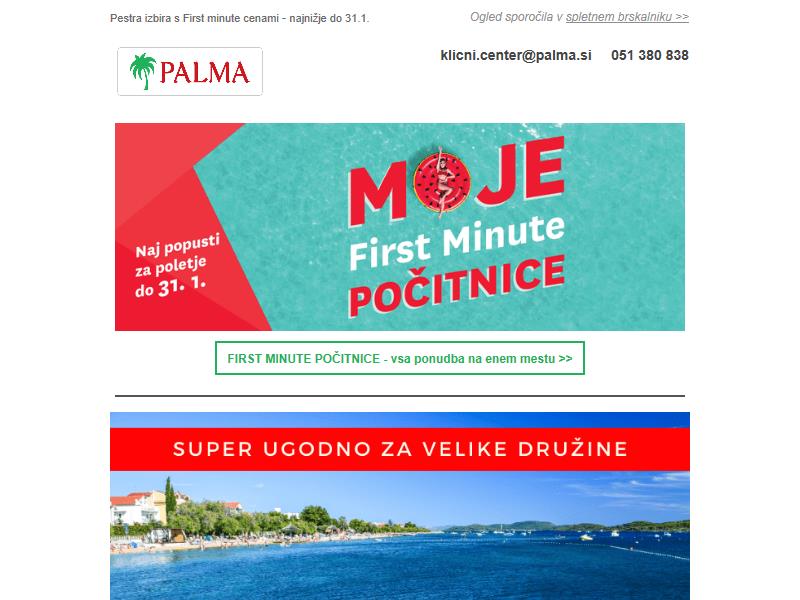 Pestra izbira s First minute cenami - najnižje do 31.1.
Ogled sporočila v spletnem brskalniku >>
PALMA
klicni.center@palma.si 051 380 838
MOJE
First Minute
POČITNICE
Naj popusti
za poletje
do 31. 1.
FIRST MINUTE POČITNICE - vsa ponudba na enem mestu >>
SUPER UGODNO ZA VELIKE DRUŽINE